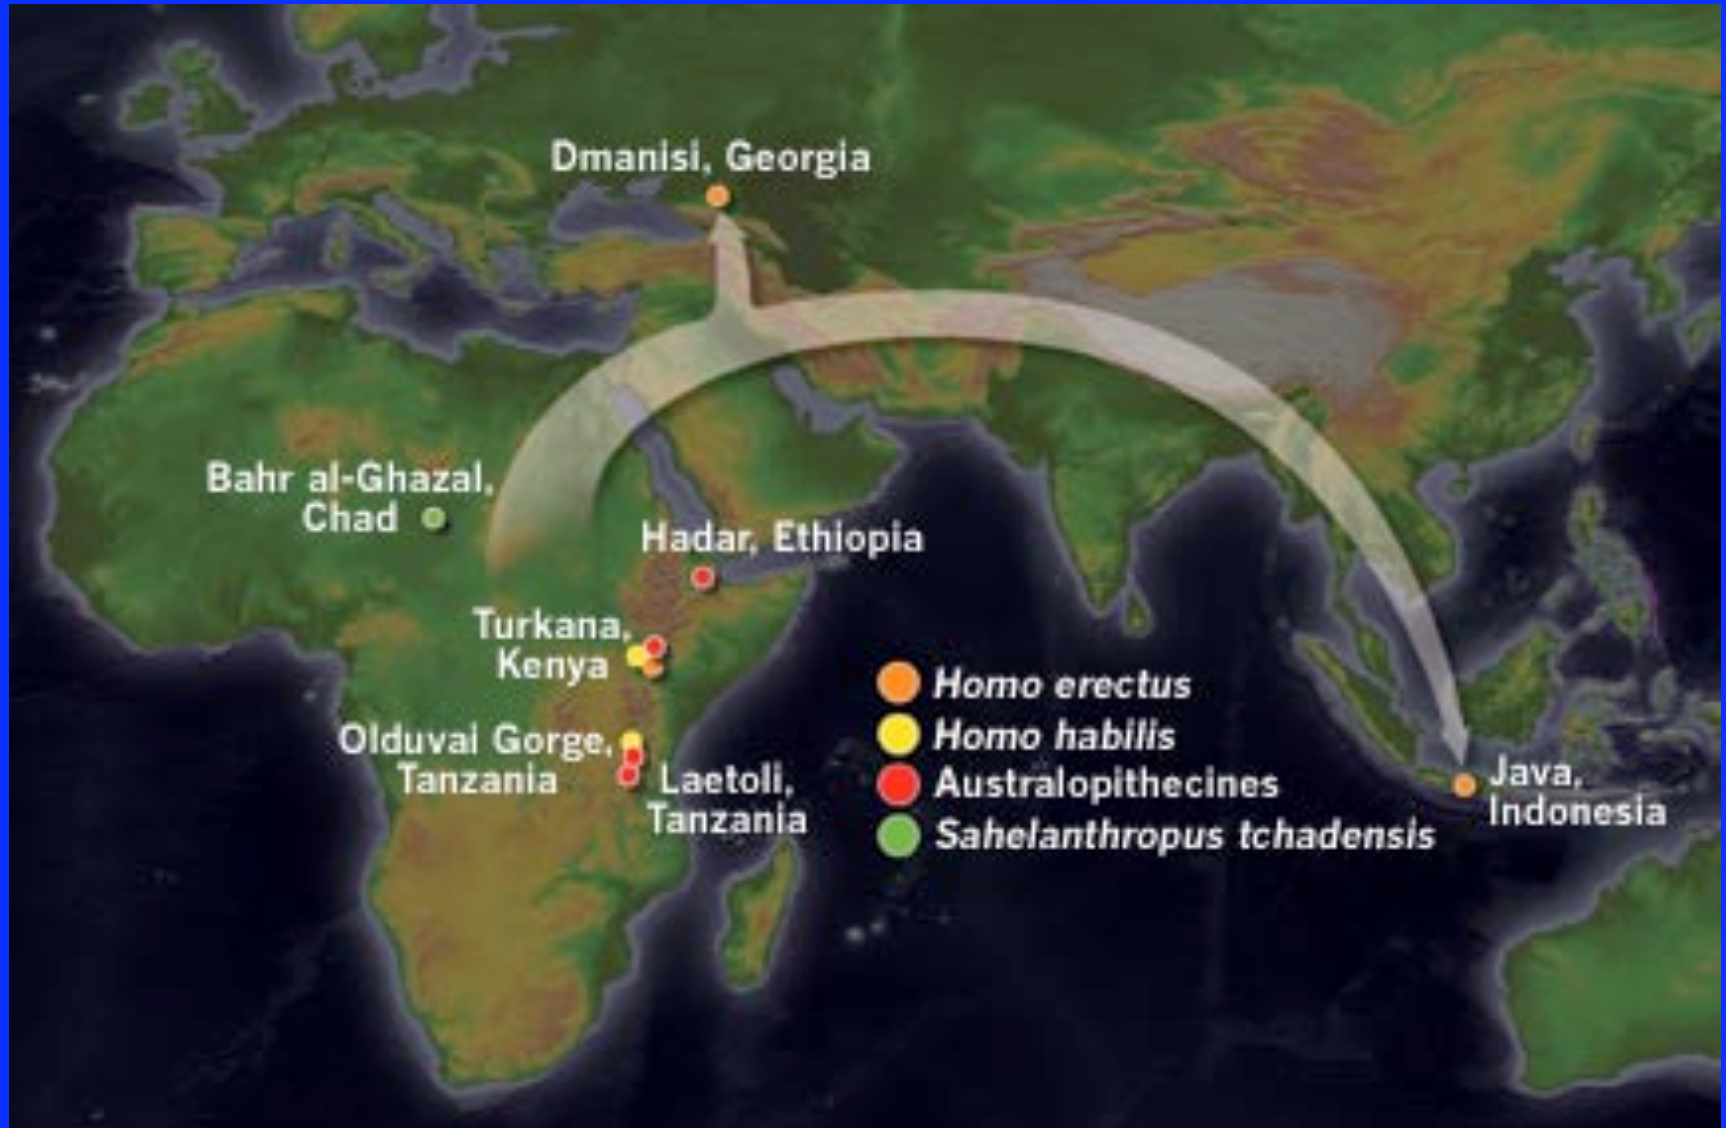 Dmanisi, Georgia
Bahr al-Ghazal,
Chad
Hadar, Ethiopia
Turkana,
Kenya
Olduvai Gorge,
Tanzania
Laetoli,
Tanzania
Homo erectus
Homo habilis
Australopithecines
Sahelanthropus tchadensis
Java,
Indonesia